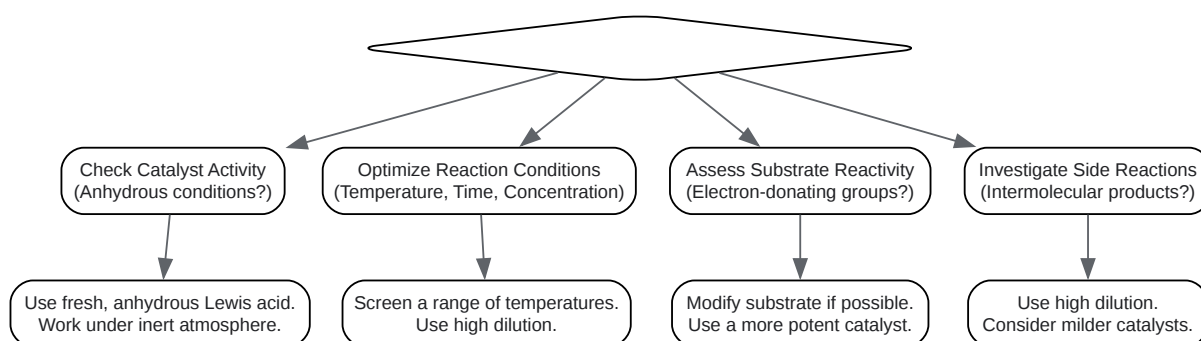 Check Catalyst Activity
(Anhydrous conditions?)
Optimize Reaction Conditions
(Temperature, Time, Concentration)
Assess Substrate Reactivity
(Electron-donating groups?)
Investigate Side Reactions
(Intermolecular products?)
Use fresh, anhydrous Lewis acid.
Work under inert atmosphere.
Screen a range of temperatures.
Use high dilution.
Modify substrate if possible.
Use a more potent catalyst.
Use high dilution.
Consider milder catalysts.